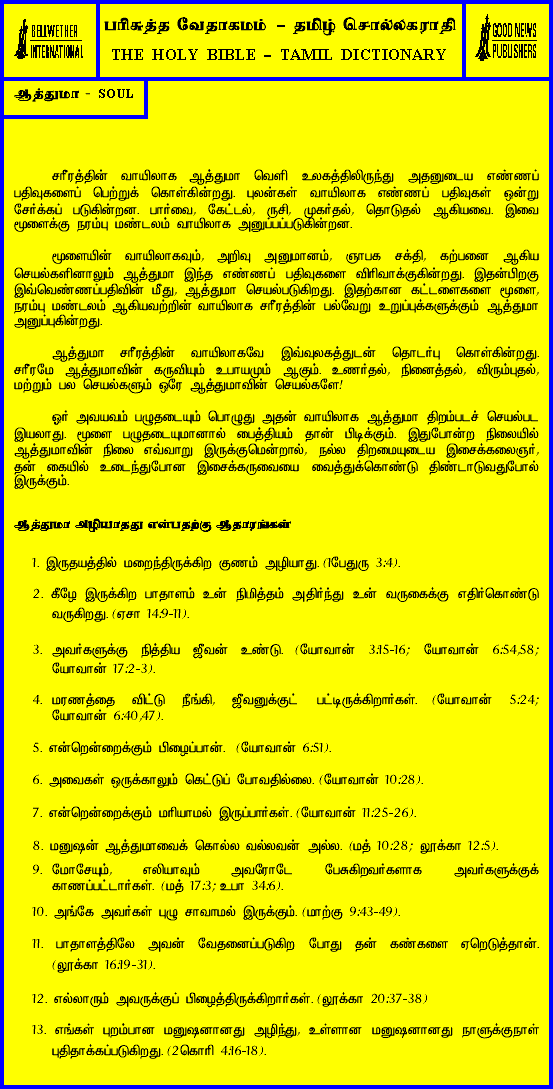 BELLWETHER
INTERNATIONAL
பரிசுத்த வேதாகமம் – தமிழ் சொல்லகராதி
THE HOLY BIBLE – TAMIL DICTIONARY
GOOD NEWS
PUBLISHERS
ஆத்துமா - SOUL
சரீரத்தின் வாயிலாக ஆத்துமா வெளி உலகத்திலிருந்து அதனுடைய எண்ணப்
பதிவுகளைப் பெற்றுக் கொள்கின்றது. புலன்கள் வாயிலாக எண்ணப் பதிவுகள் ஒன்று
சேர்க்கப் படுகின்றன. பார்வை, கேட்டல், ருசி, முகர்தல், தொடுதல் ஆகியவை. இவை
மூளைக்கு நரம்பு மண்டலம் வாயிலாக அனுப்பப்படுகின்றன.
மூளையின் வாயிலாகவும், அறிவு அனுமானம், ஞாபக சக்தி, கற்பனை ஆகிய
செயல்களினாலும் ஆத்துமா இந்த எண்ணப் பதிவுகளை விரிவாக்குகின்றது. இதன்பிறகு
இவ்வெண்ணப்பதிவின் மீது, ஆத்துமா செயல்படுகிறது. இதற்கான கட்டளைகளை மூளை,
நரம்பு மண்டலம் ஆகியவற்றின் வாயிலாக சரீரத்தின் பல்வேறு உறுப்புக்களுக்கும் ஆத்துமா
அனுப்புகின்றது.
ஆத்துமா சரீரத்தின் வாயிலாகவே இவ்வுலகத்துடன் தொடர்பு கொள்கின்றது.
சரீரமே ஆத்துமாவின் கருவியும் உபாயமும் ஆகும். உணர்தல், நினைத்தல், விரும்புதல்,
மற்றும் பல செயல்களும் ஒரே ஆத்துமாவின் செயல்களே!
ஓர் அவயவம் பழுதடையும் பொழுது அதன் வாயிலாக ஆத்துமா திறம்படச் செயல்பட
இயலாது. மூளை பழுதடையுமானால் பைத்தியம் தான் பிடிக்கும். இதுபோன்ற நிலையில்
ஆத்துமாவின் நிலை எவ்வாறு இருக்குமென்றால், நல்ல திறமையுடைய இசைக்கலைஞர்,
தன் கையில் உடைந்துபோன இசைக்கருவையை வைத்துக்கொண்டு திண்டாடுவதுபோல்
இருக்கும்.
ஆத்துமா அழியாதது என்பதற்கு ஆதாரங்கள்
1. இருதயத்தில் மறைந்திருக்கிற குணம் அழியாது. (1பேதுரு 3:4).
2. கீழே இருக்கிற பாதாளம் உன் நிமித்தம் அதிர்ந்து உன் வருகைக்கு எதிர்கொண்டு
வருகிறது. (ஏசா 14:9-11).
3. அவர்களுக்கு நித்திய ஜீவன் உண்டு. (யோவான் 3:15-16; யோவான் 6:54,58;
யோவான் 17:2-3).
4. மரணத்தை விட்டு நீங்கி, ஜீவனுக்குட் பட்டிருக்கிறார்கள். (யோவான் 5:24;
யோவான் 6:40,47).
5. என்றென்றைக்கும் பிழைப்பான். (யோவான் 6:51).
6. அவைகள் ஒருக்காலும் கெட்டுப் போவதில்லை. (யோவான் 10:28).
7. என்றென்றைக்கும் மரியாமல் இருப்பார்கள். (யோவான் 11:25-26).
8. மனுஷன் ஆத்துமாவைக் கொல்ல வல்லவன் அல்ல. (மத் 10:28; லூக்கா 12:5).
9. மோசேயும், எலியாவும் அவரோடே பேசுகிறவர்களாக அவர்களுக்குக்
காணப்பட்டார்கள். (மத் 17:3; உபா 34:6).
10. அங்கே அவர்கள் புழு சாவாமல் இருக்கும். (மாற்கு 9:43-49).
11. பாதாளத்திலே அவன் வேதனைப்படுகிற போது தன் கண்களை ஏறெடுத்தான்.
(லூக்கா 16:19-31).
12. எல்லாரும் அவருக்குப் பிழைத்திருக்கிறார்கள். (லூக்கா 20:37-38)
13. எங்கள் புறம்பான மனுஷனானது அழிந்து, உள்ளான மனுஷனானது நாளுக்குநாள்
புதிதாக்கப்படுகிறது. (2கொரி 4:16-18).